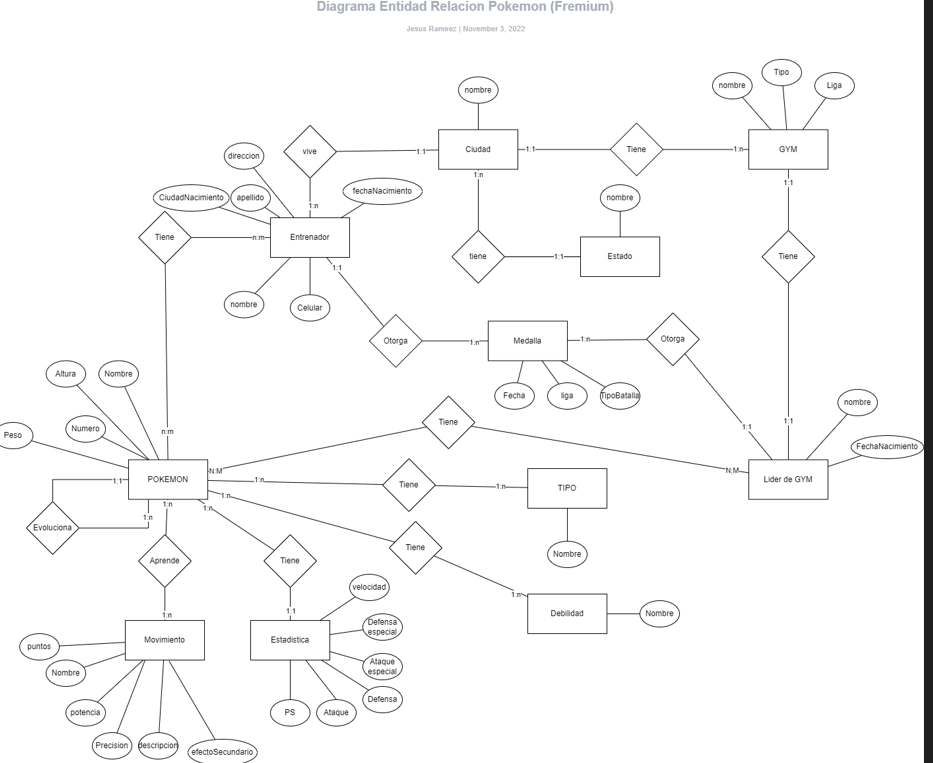 Diagrama Entidad Relacion Pokemon (Fremium)
Jesus Ramirez | November 3, 2022
nombre
Tipo
nombre
Liga
direccion
vive
1:1
Ciudad
1:1
Tiene
1:n
GYM
1:n
1:1
CiudadNacimiento
apellido
fechaNacimiento
nombre
1:n
Tiene
n:m
Entrenador
tiene
1:1
Estado
Tiene
1:1
nombre
Celular
Otorga
1:n
Medalla
1:n
Otorga
Altura
Nombre
Fecha
liga
TipoBatalla
nombre
Peso
Numero
n:m
Tiene
1:1
1:1
FechaNacimiento
1:1
POKEMON
N:M
1:n
Tiene
1:n
TIPO
N:M
Lider de GYM
1:n
1:n
1:n
1:n
Evoluciona
Nombre
Aprende
Tiene
Tiene
velocidad
1:n
1:1
1:n
Debilidad
Nombre
puntos
Movimiento
Estadistica
Defensa
especial
Nombre
Ataque
especial
potencia
PS
Ataque
Defensa
Precision
descripcion
efectoSecundario